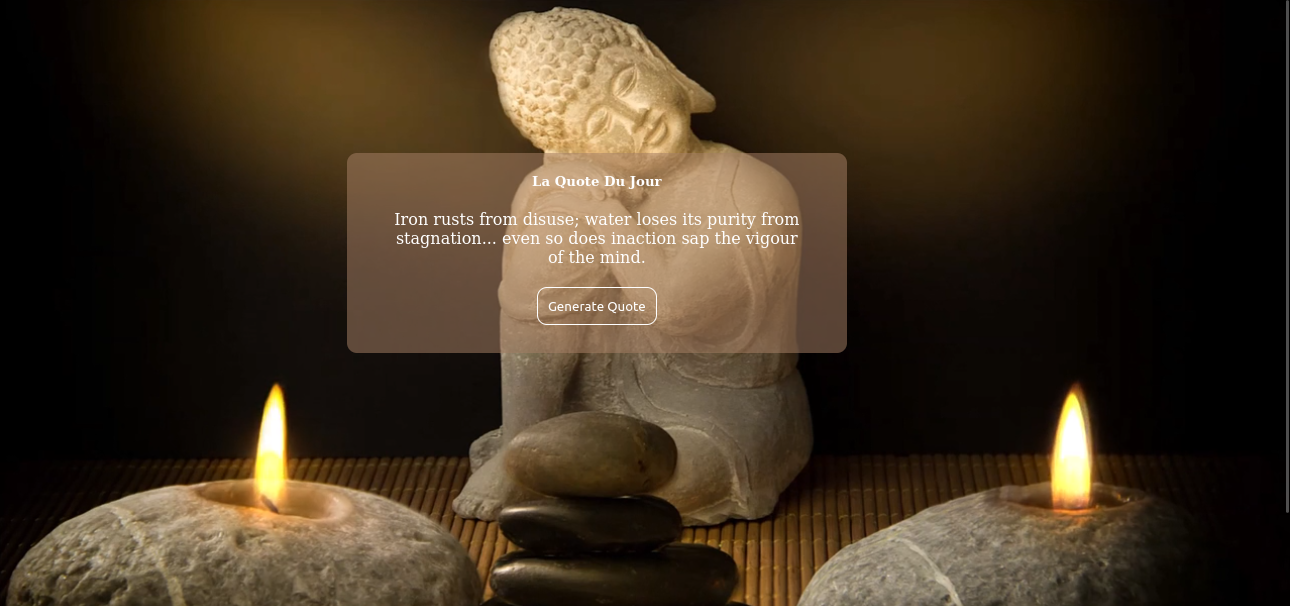 La Quote Du Jour
Iron rusts from disuse; water loses its purity from
stagnation... even so does inaction sap the vigour
of the mind.
Generate Quote